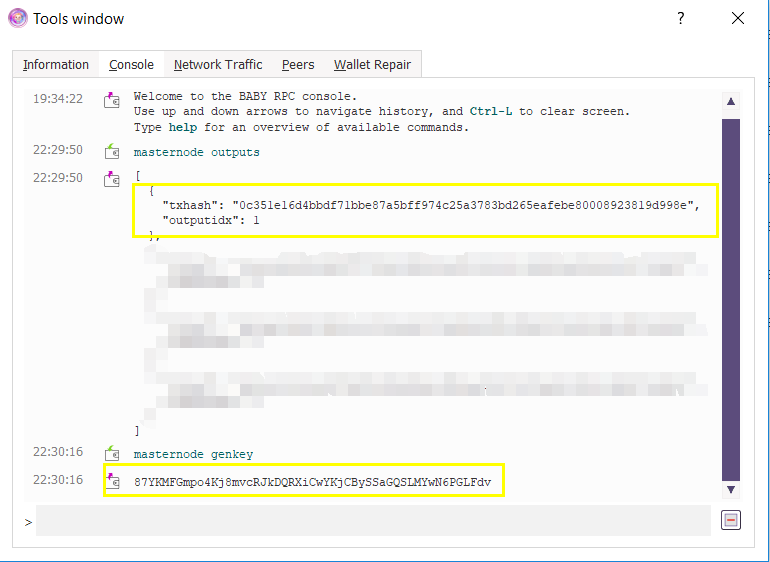 Tools window
?
Information Console Network Traffic Peers Wallet Repair
19:34:22 Welcome to the BABY RPC console.
Use up and down arrows to navigate history, and Ctrl-L to clear screen.
Type help for an overview of available commands.
22:29:50 masternode outputs
22:29:50 [
{
"txhash": "0c351e16d4bbdf71bbe87a5bff974c25a3783bd265eafebe80008923819d998e",
"outputidx": 1
},
]
22:30:16 masternode genkey
22:30:16 87YKMFGmpo4Kj8mvcRJkDQRXiCwYKjCBySSaGQSLMYwN6PGLFdv
>